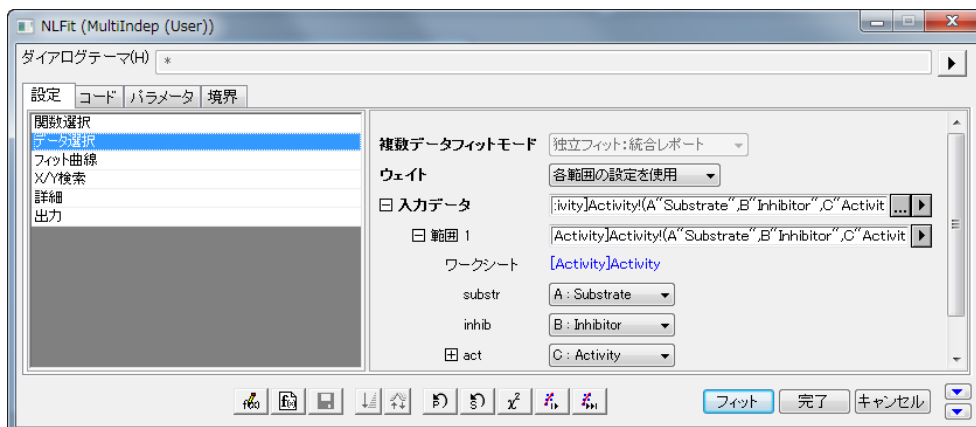 NLFit (MultiIndep (User))
ダイアログテーマ(H) *
設定 コード パラメータ 境界
関数選択
データ選択
フィット曲線
X/Y検索
詳細
出力
複数データフィットモード 独立フィット:統合レポート
ウェイト 各範囲の設定を使用
入力データ :ivity]Activity!(A"Substrate",B"Inhibitor",C"Activit ...
範囲 1 Activity]Activity!(A"Substrate",B"Inhibitor",C"Activit
ワークシート [Activity]Activity
substr A : Substrate
inhib B : Inhibitor
act C : Activity
フィット 完了 キャンセル